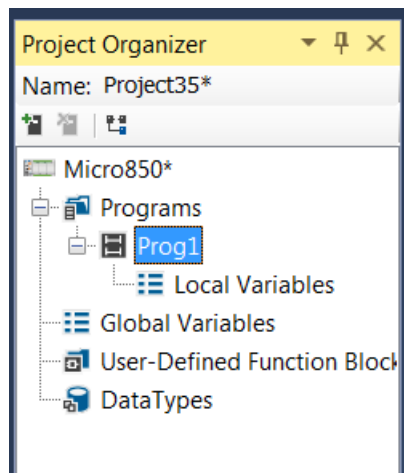 Project Organizer
Name: Project35*
Micro850*
Programs
Prog1
Local Variables
Global Variables
User-Defined Function Block
DataTypes